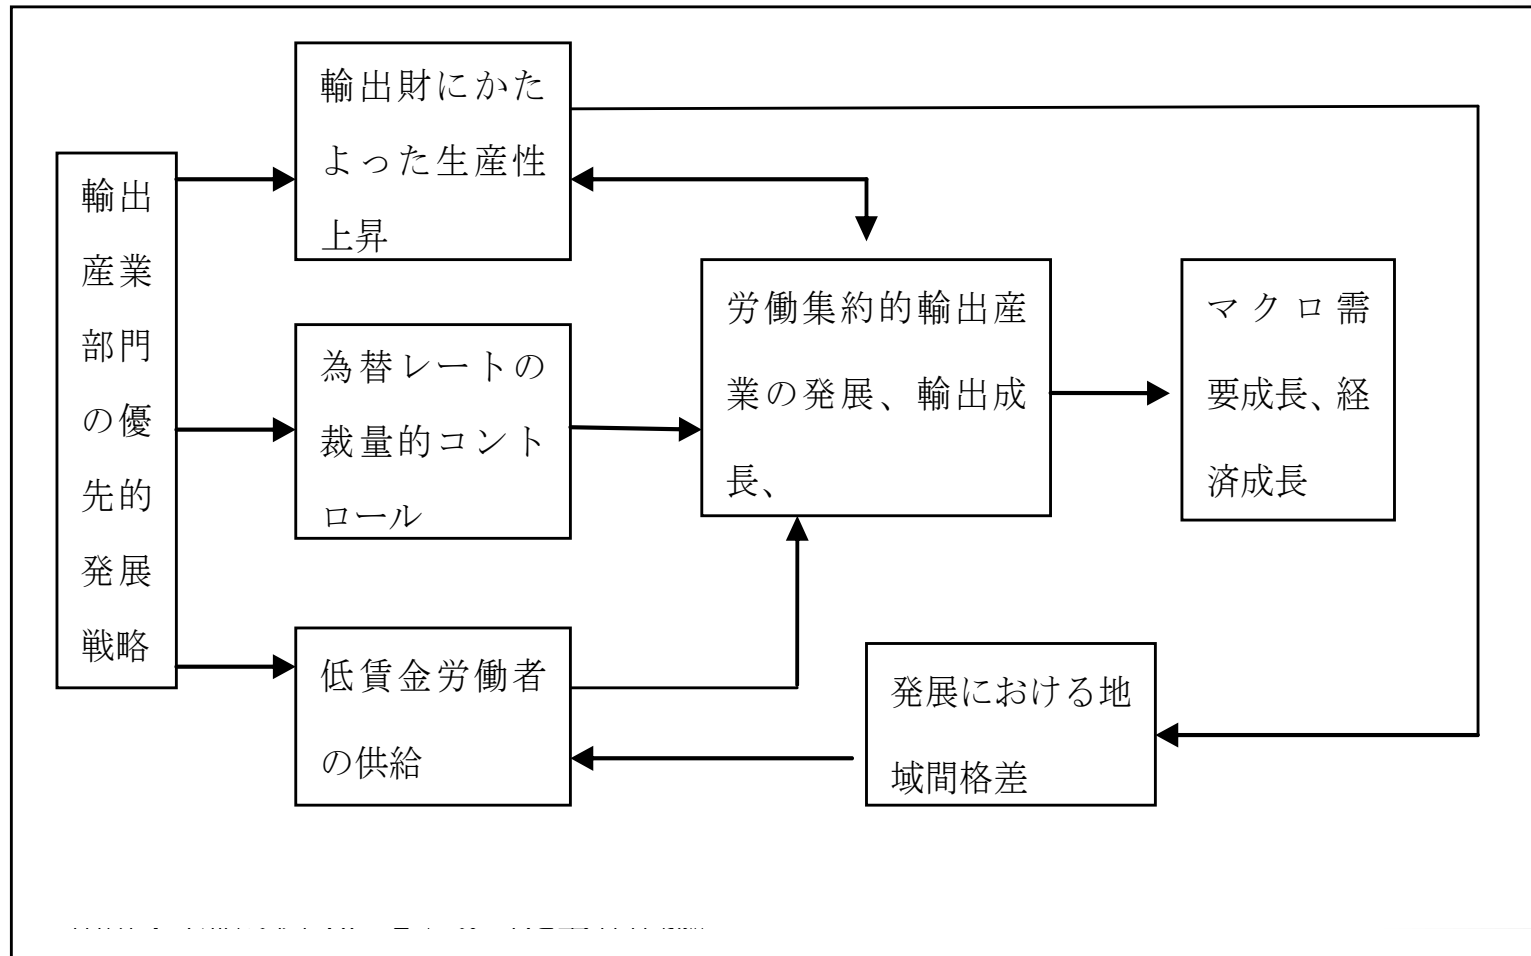 輸出
産業
部門
の優
先的
発展
戦略
輸出財にかた
よった生産性
上昇
為替レートの
裁量的コント
ロール
低賃金労働者
の供給
労働集約的輸出産
業の発展、輸出成
長、
マクロ需
要成長、経
済成長
発展における地
域間格差